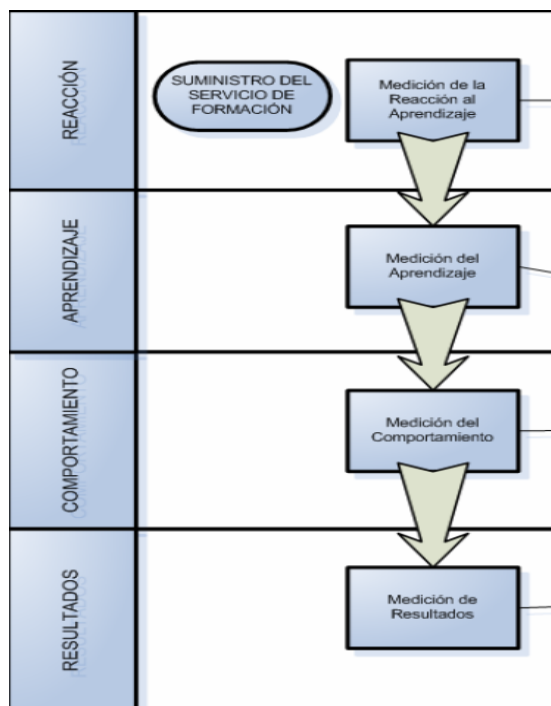 REACCIÓN
SUMINISTRO DEL
SERVICIO DE
FORMACIÓN
Medición de la
Reacción al
Aprendizaje
APRENDIZAJE
Medición del
Aprendizaje
COMPORTAMIENTO
Medición del
Comportamiento
RESULTADOS
Medición de
Resultados